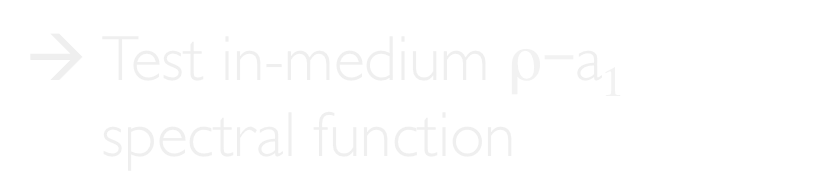 → Test in-medium ρ–a₁
spectral function